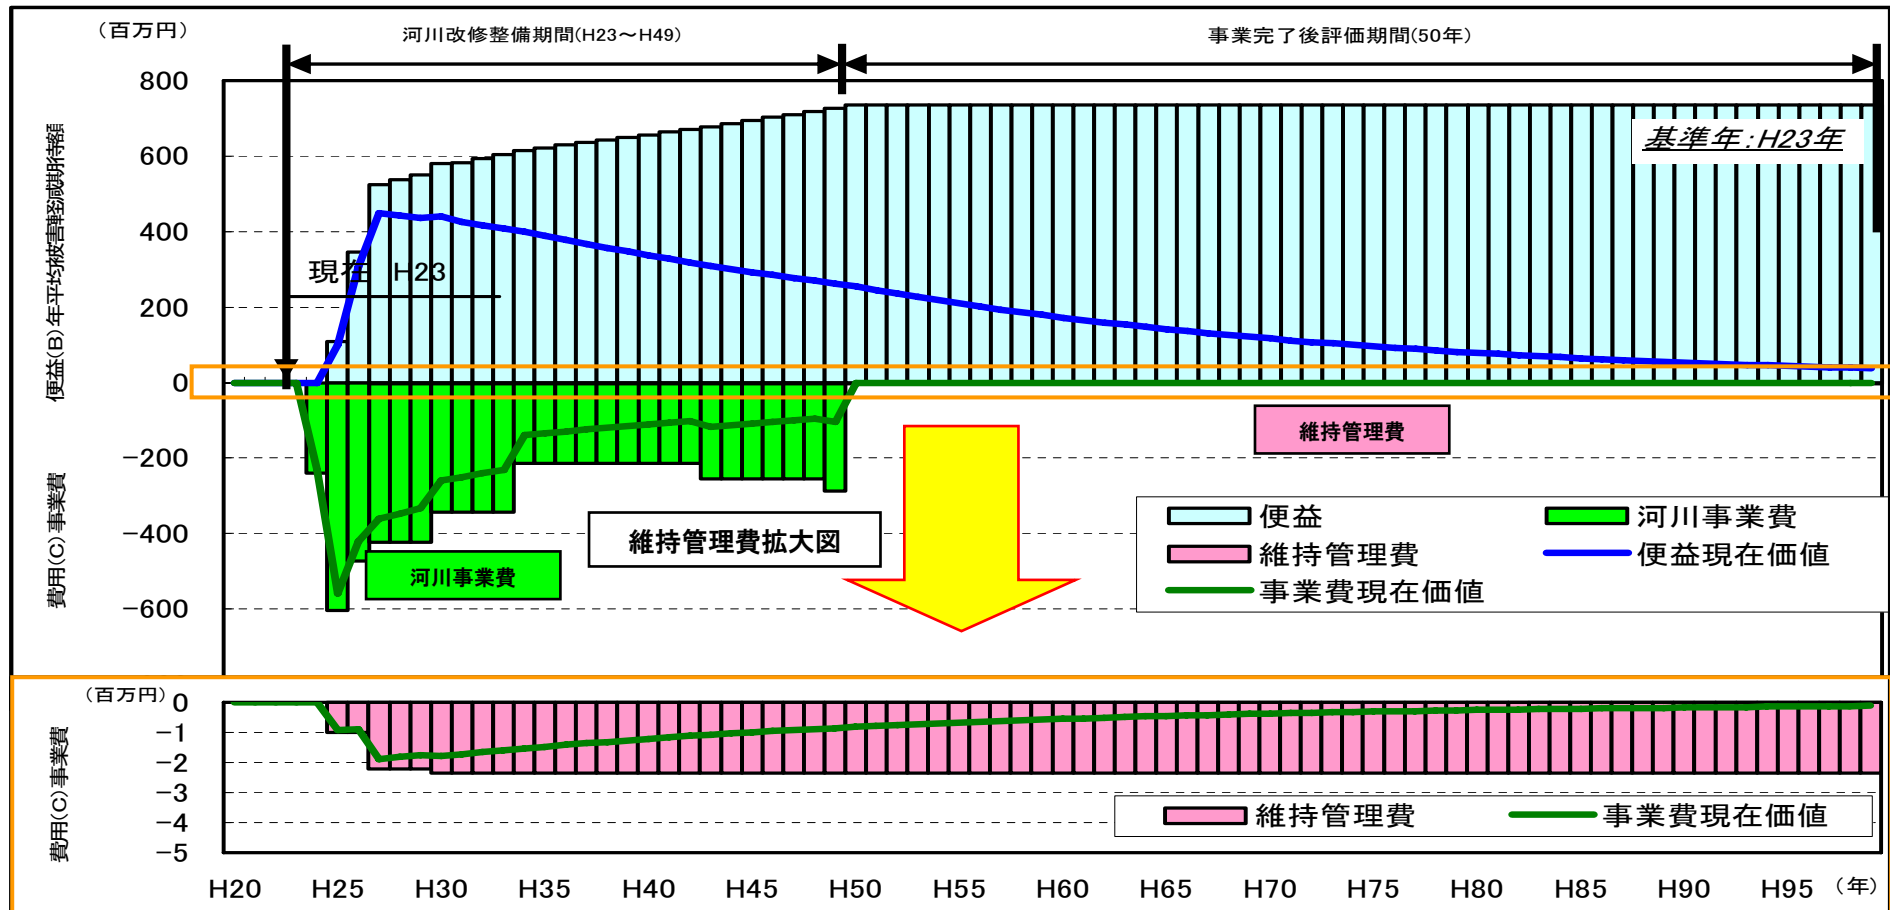 （百万円）
河川改修整備期間(H23～H49)
事業完了後評価期間(50年)
800
600
400
200
0
−200
−400
−600
便益(B)年平均被害軽減期待額
費用(C)事業費
基準年：H23年
現在 H23
維持管理費
河川事業費
維持管理費拡大図
便益
河川事業費
維持管理費
便益現在価値
事業費現在価値
（百万円）
0
−1
−2
−3
−4
−5
費用(C)事業費
維持管理費
事業費現在価値
H20 H25 H30 H35 H40 H45 H50 H55 H60 H65 H70 H75 H80 H85 H90 H95 （年）